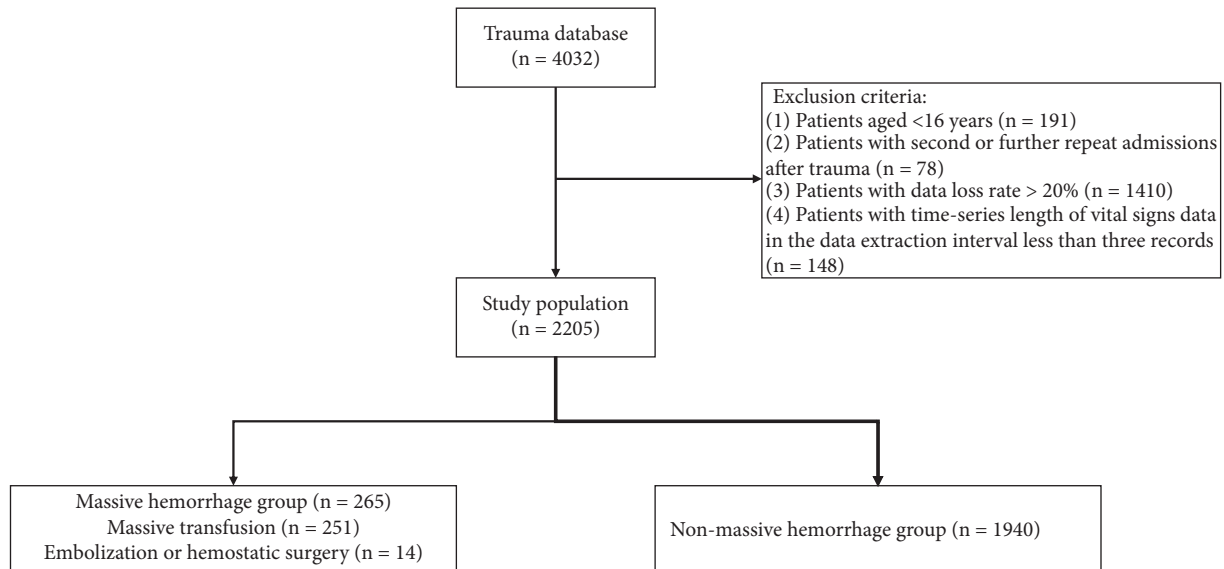 Trauma database
(n = 4032)
Exclusion criteria:
(1) Patients aged <16 years (n = 191)
(2) Patients with second or further repeat admissions
after trauma (n = 78)
(3) Patients with data loss rate > 20% (n = 1410)
(4) Patients with time-series length of vital signs data
in the data extraction interval less than three records
(n = 148)
Study population
(n = 2205)
Massive hemorrhage group (n = 265)
Massive transfusion (n = 251)
Embolization or hemostatic surgery (n = 14)
Non-massive hemorrhage group (n = 1940)